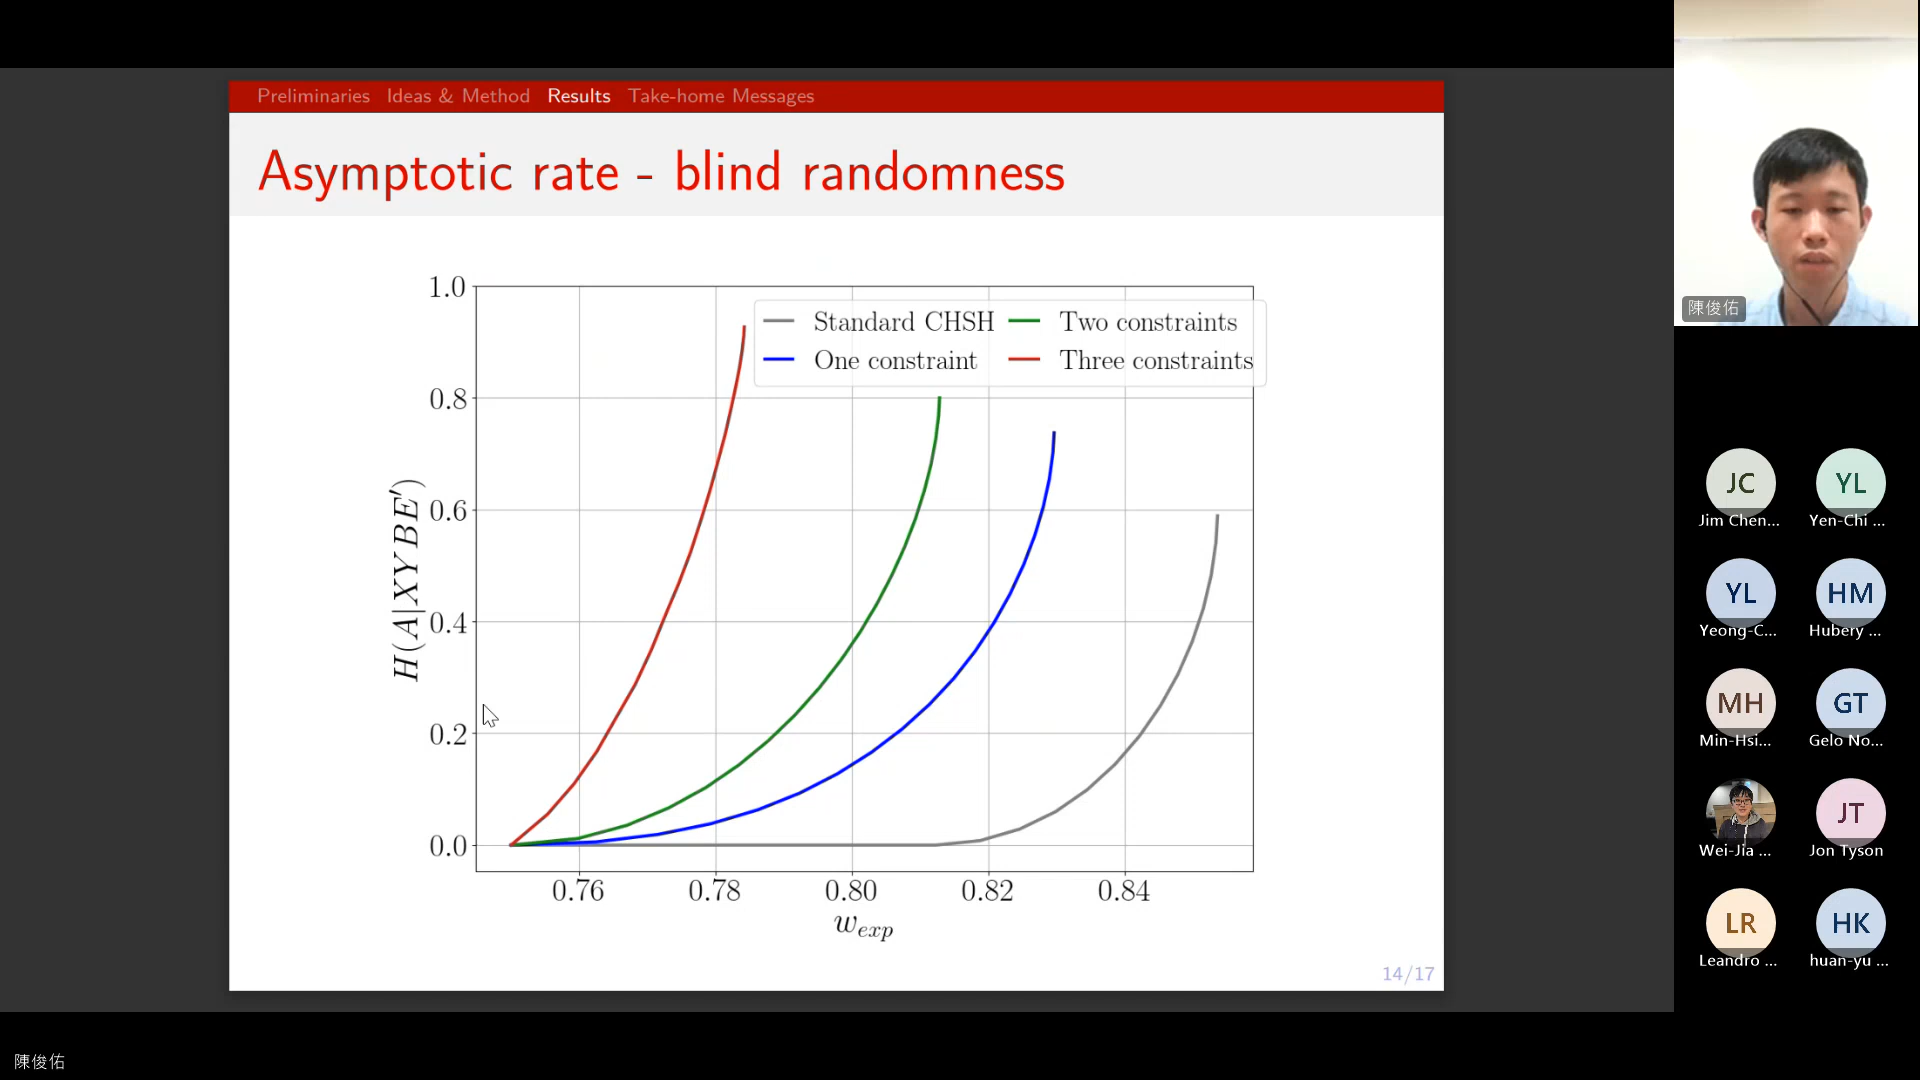 Preliminaries Ideas & Method Results Take-home Messages
Asymptotic rate - blind randomness
1.0
0.8
0.6
0.4
0.2
0.0
H(A|XYBE′)
Standard CHSH
One constraint
Two constraints
Three constraints
0.76 0.78 0.80 0.82 0.84
w_exp
14/17
陳俊佑
JC
Jim Chen...
YL
Yen-Chi ...
YL
Yeong-C...
HM
Hubery ...
MH
Min-Hsi...
GT
Gelo No...
Wei-Jia ...
JT
Jon Tyson
LR
Leandro ...
HK
huan-yu ...
陳俊佑